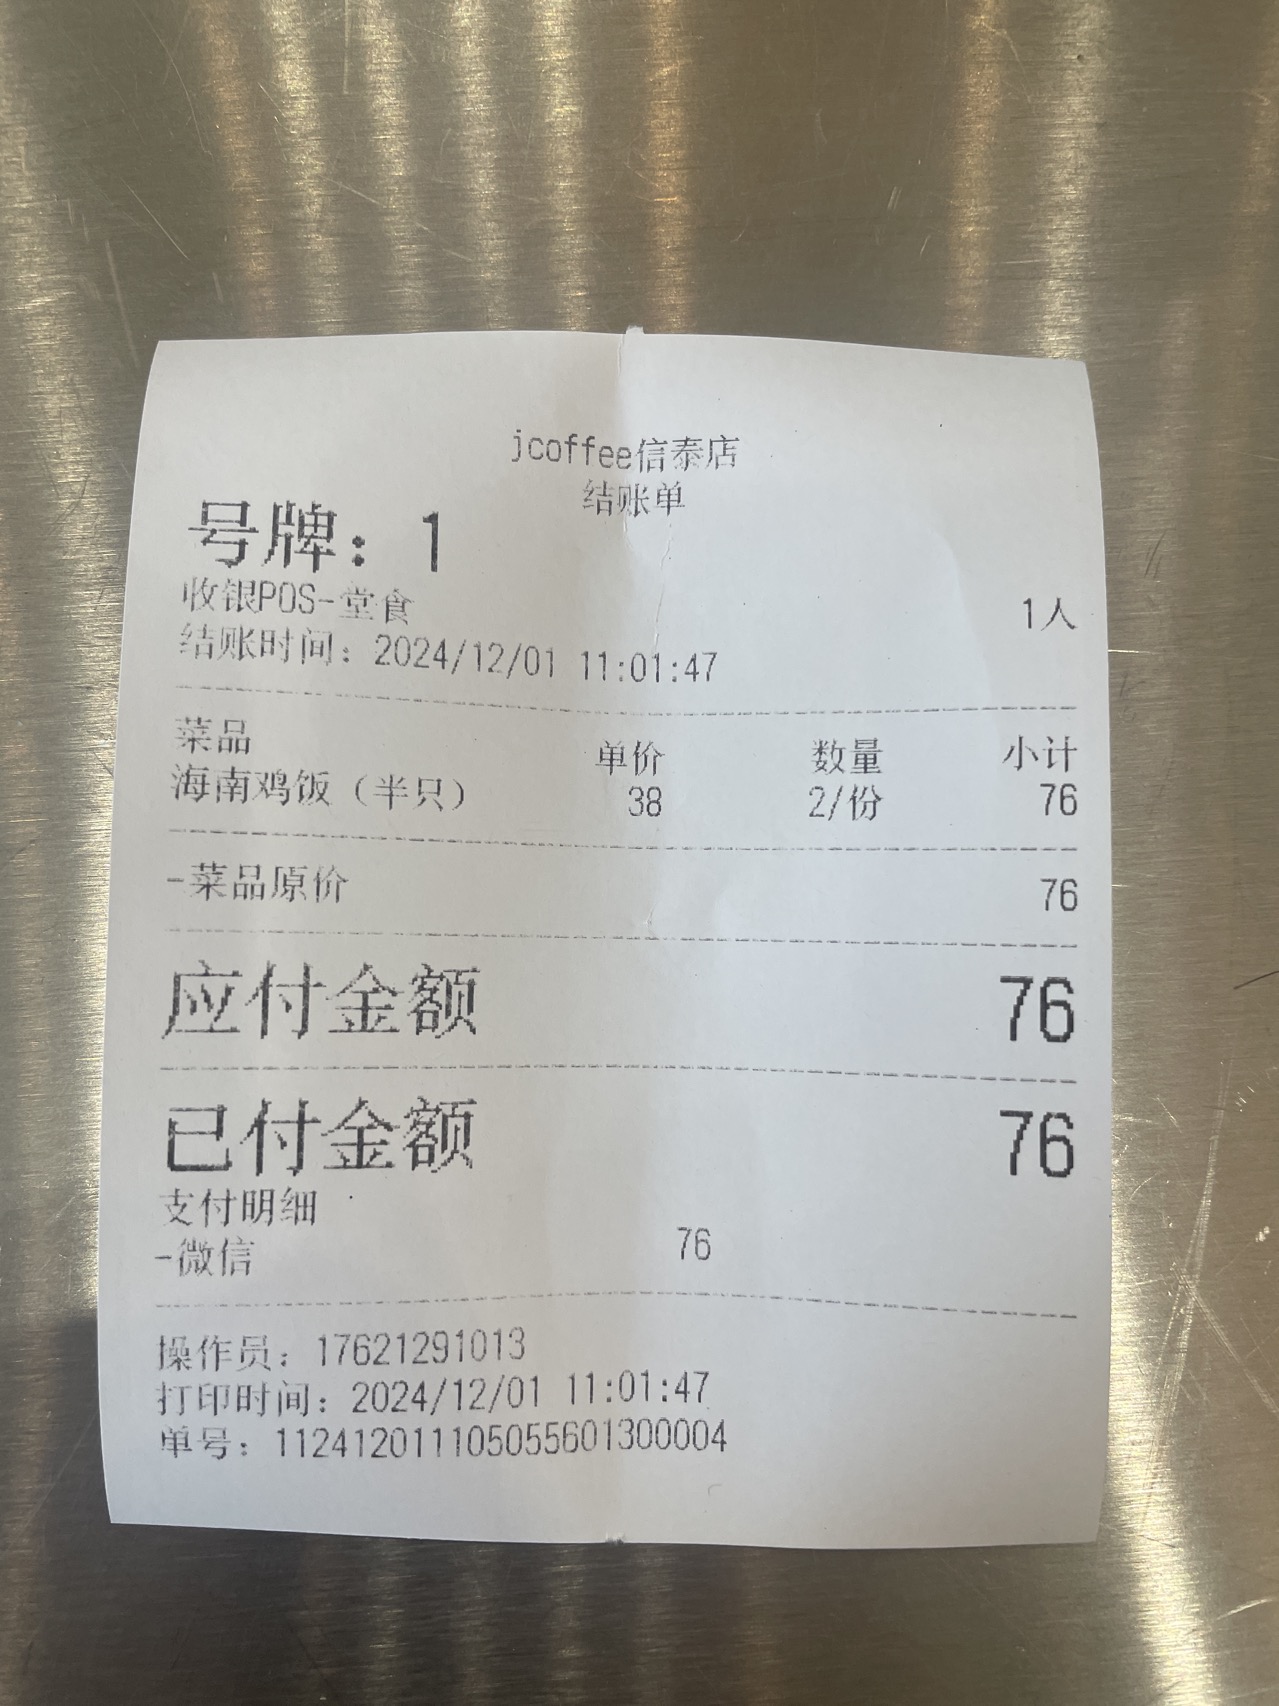 jcoffee信泰店
结账单
号牌：1
收银POS-堂食 1人
结账时间：2024/12/01 11:01:47
菜品 单价 数量 小计
海南鸡饭（半只） 38 2/份 76
-菜品原价 76
应付金额 76
已付金额 76
支付明细
-微信 76
操作员：17621291013
打印时间：2024/12/01 11:01:47
单号：112412011105055601300004